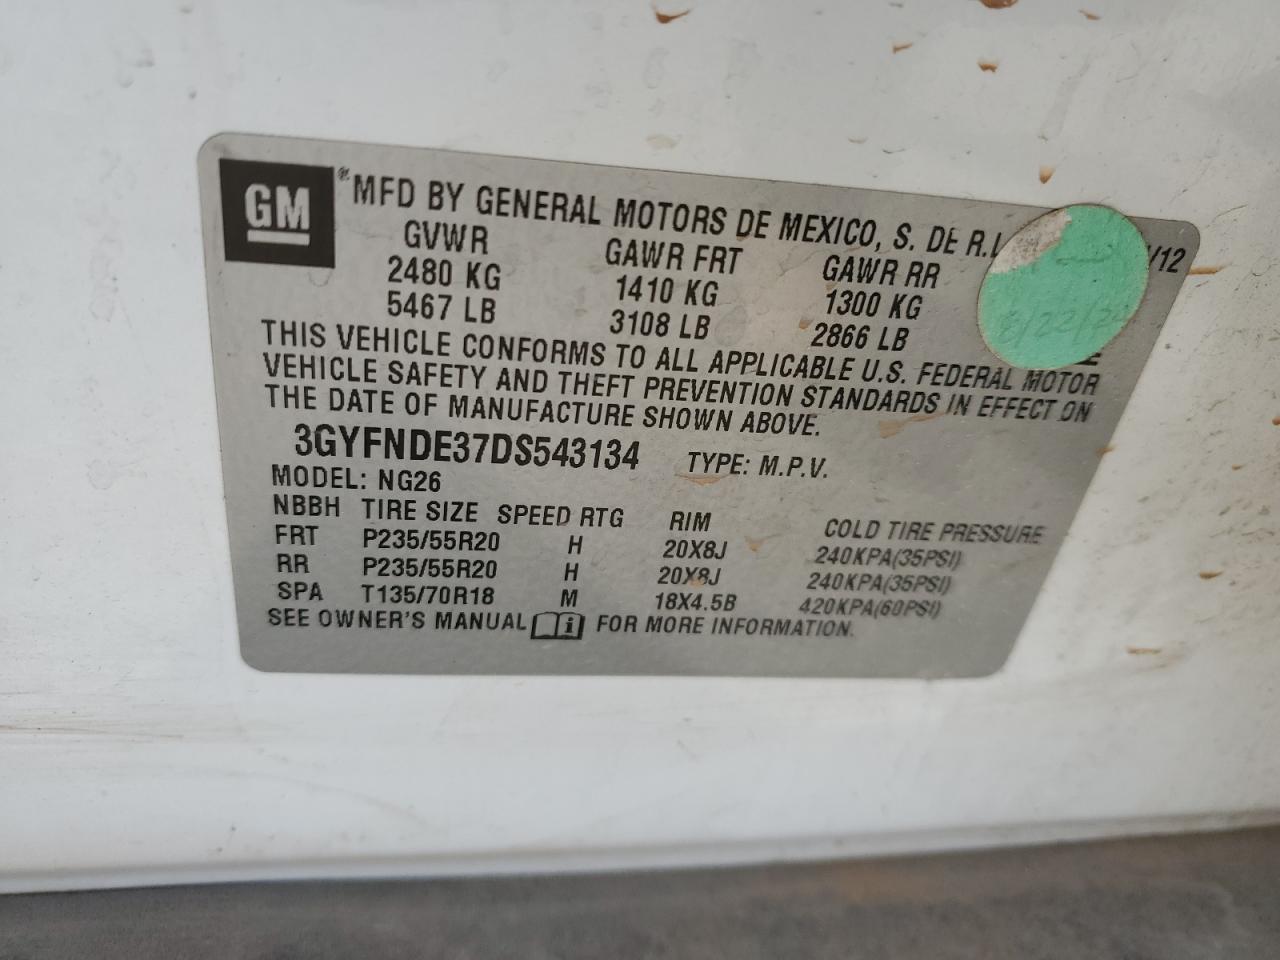 GM ® MFD BY GENERAL MOTORS DE MEXICO, S. DE R.L /12
GVWR GAWR FRT GAWR RR
2480 KG 1410 KG 1300 KG
5467 LB 3108 LB 2866 LB
THIS VEHICLE CONFORMS TO ALL APPLICABLE U.S. FEDERAL MOTOR
VEHICLE SAFETY AND THEFT PREVENTION STANDARDS IN EFFECT ON
THE DATE OF MANUFACTURE SHOWN ABOVE.
3GYFNDE37DS543134 TYPE: M.P.V.
MODEL: NG26
NBBH TIRE SIZE SPEED RTG RIM COLD TIRE PRESSURE
FRT P235/55R20 H 20X8J 240KPA(35PSI)
RR P235/55R20 H 20X8J 240KPA(35PSI)
SPA T135/70R18 M 18X4.5B 420KPA(60PSI)
SEE OWNER'S MANUAL i FOR MORE INFORMATION.